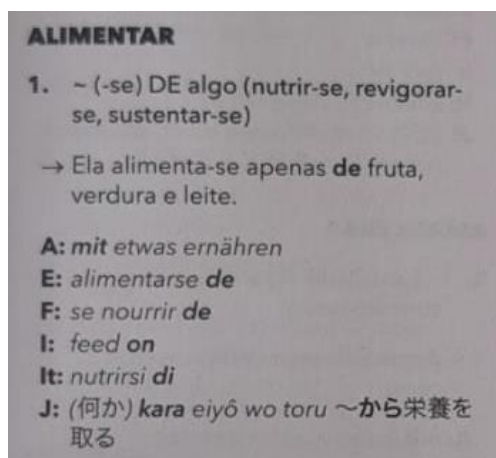 ALIMENTAR
1. ~ (-se) DE algo (nutrir-se, revigorar-
se, sustentar-se)
→ Ela alimenta-se apenas de fruta,
verdura e leite.
A: mit etwas ernähren
E: alimentarse de
F: se nourrir de
I: feed on
It: nutrirsi di
J: (何か) kara eiyô wo toru 〜から栄養を
取る